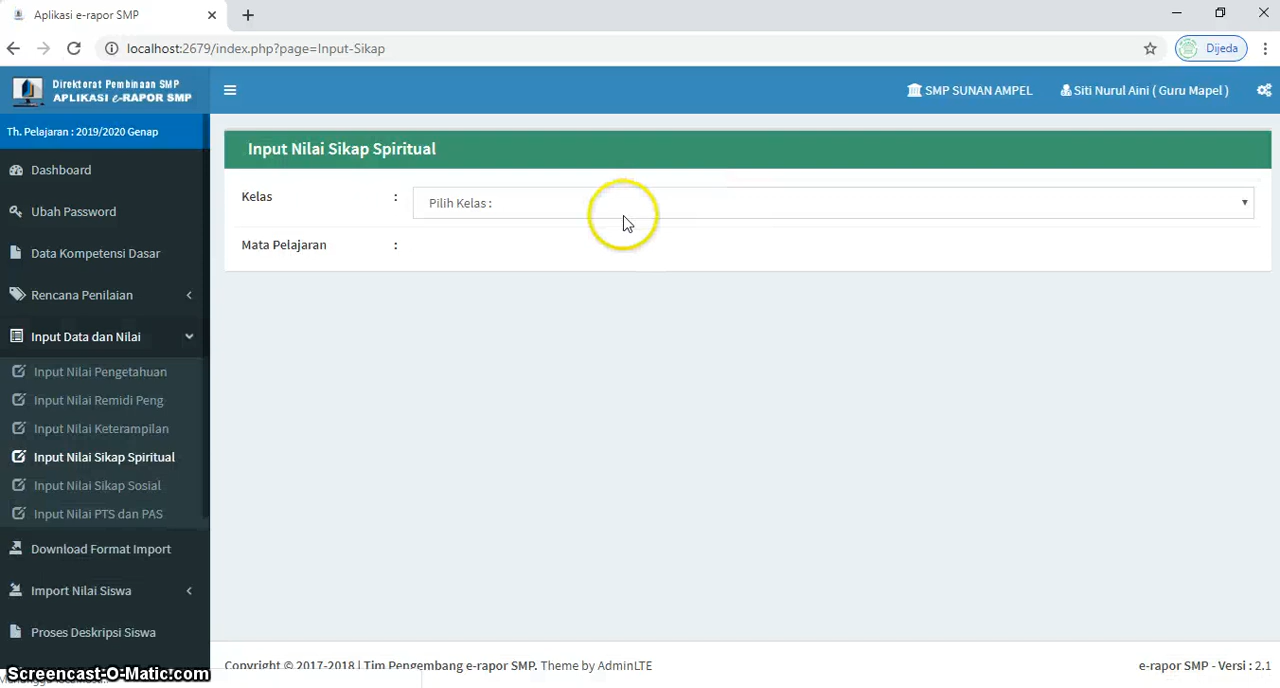 Aplikasi e-rapor SMP
localhost:2679/index.php?page=Input-Sikap
Dijeda
Direktorat Pembinaan SMP
APLIKASI e-RAPOR SMP
SMP SUNAN AMPEL
Siti Nurul Aini ( Guru Mapel )
Th. Pelajaran : 2019/2020 Genap
Dashboard
Ubah Password
Data Kompetensi Dasar
Rencana Penilaian
Input Data dan Nilai
Input Nilai Pengetahuan
Input Nilai Remidi Peng
Input Nilai Keterampilan
Input Nilai Sikap Spiritual
Input Nilai Sikap Sosial
Input Nilai PTS dan PAS
Download Format Import
Import Nilai Siswa
Proses Deskripsi Siswa
Input Nilai Sikap Spiritual
Kelas :
Pilih Kelas :
Mata Pelajaran :
Copyright © 2017-2018 | Tim Pengembang e-rapor SMP. Theme by AdminLTE
e-rapor SMP - Versi : 2.1
Screencast-O-Matic.com